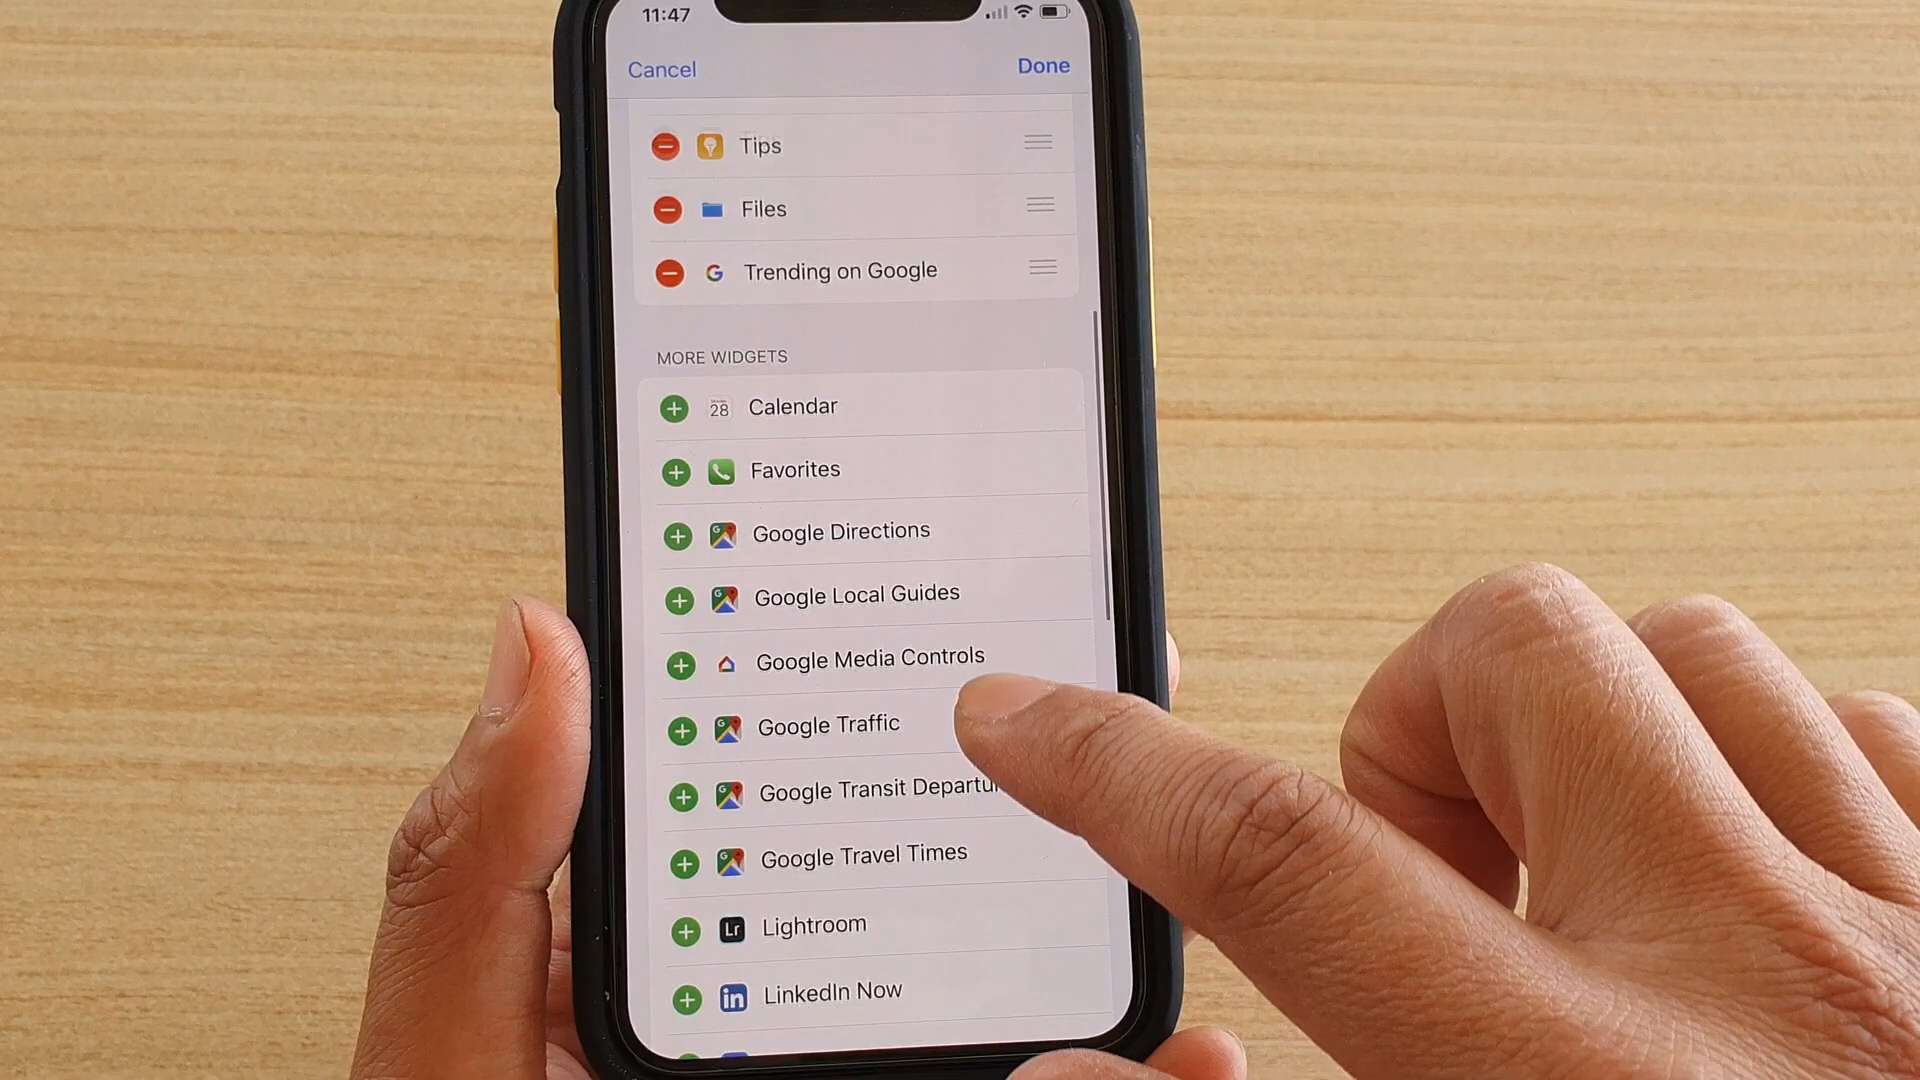 11:47
Cancel
Done
Tips
Files
Trending on Google
MORE WIDGETS
28
Calendar
Favorites
Google Directions
Google Local Guides
Google Media Controls
Google Traffic
Google Transit
Google Travel Times
Lr
Lightroom
in
LinkedIn Now